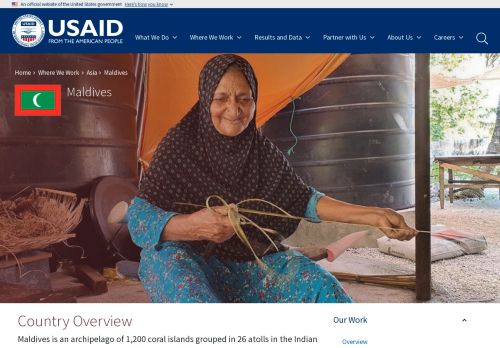 An official website of the United States government Here's how you know
USAID
FROM THE AMERICAN PEOPLE
What We Do Where We Work Results and Data Partner with Us About Us Careers
Home › Where We Work › Asia › Maldives
Maldives
Country Overview
Maldives is an archipelago of 1,200 coral islands grouped in 26 atolls in the Indian
Our Work
Overview